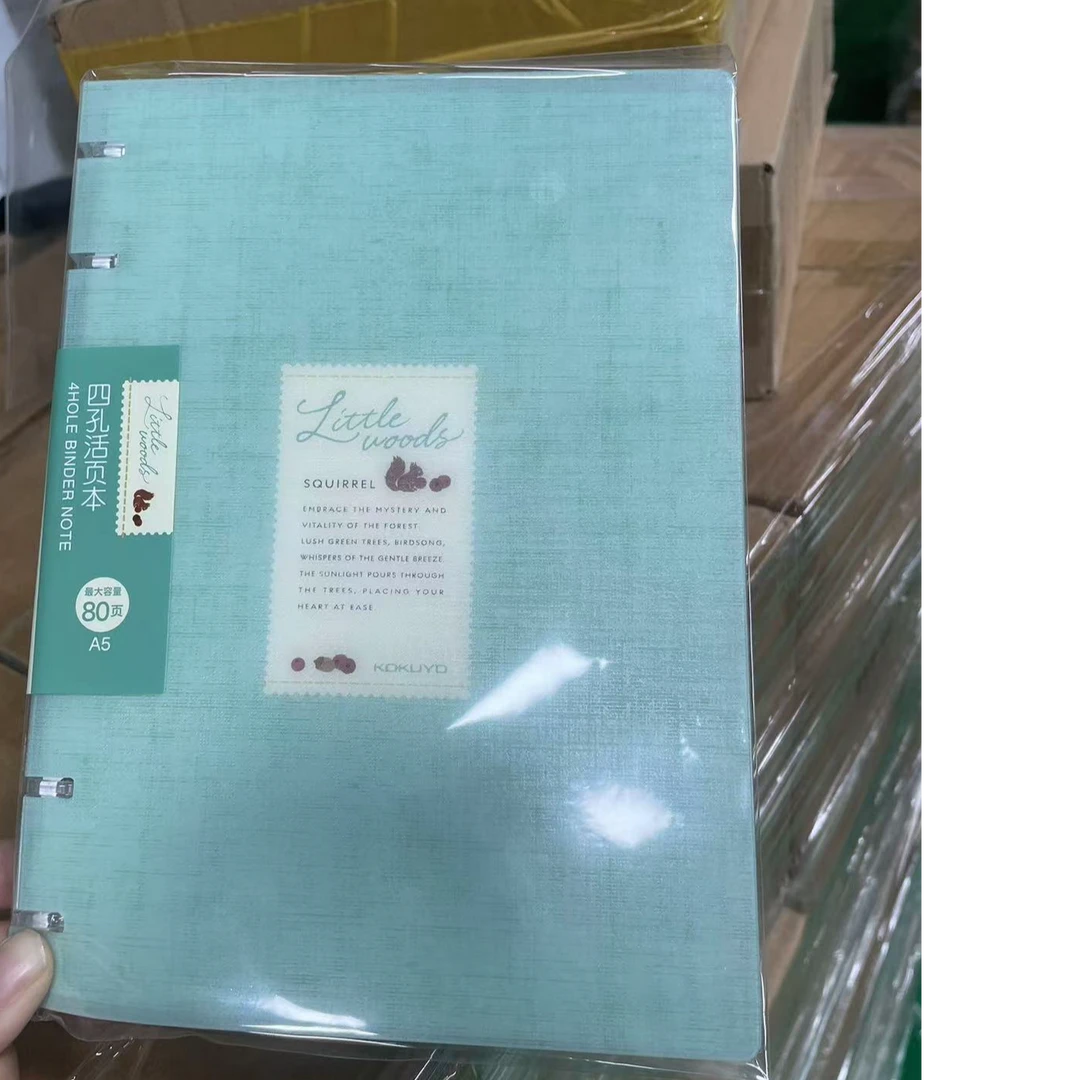 四孔活页本
4HOLE BINDER NOTE
Little
woods
最大容量
80页
A5
Little
woods
SQUIRREL
EMBRACE THE MYSTERY AND
VITALITY OF THE FOREST
LUSH GREEN TREES, BIRDSONG,
WHISPERS OF THE GENTLE BREEZE
THE SUNLIGHT POURS THROUGH
THE TREES, PLACING YOUR
HEART AT EASE.
KOKUYO